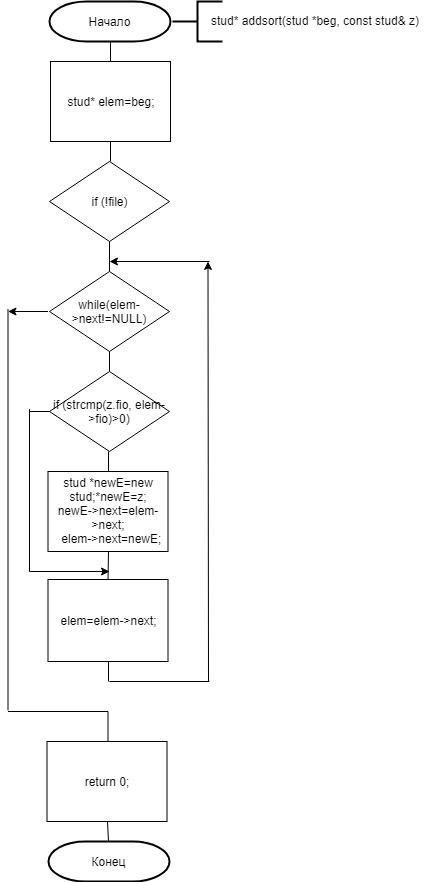 Начало
stud* addsort(stud *beg, const stud& z)
stud* elem=beg;
if (!file)
while(elem-
>next!=NULL)
if (strcmp(z.fio, elem-
>fio)>0)
stud *newE=new
stud;*newE=z;
newE->next=elem-
>next;
elem->next=newE;
elem=elem->next;
return 0;
Конец